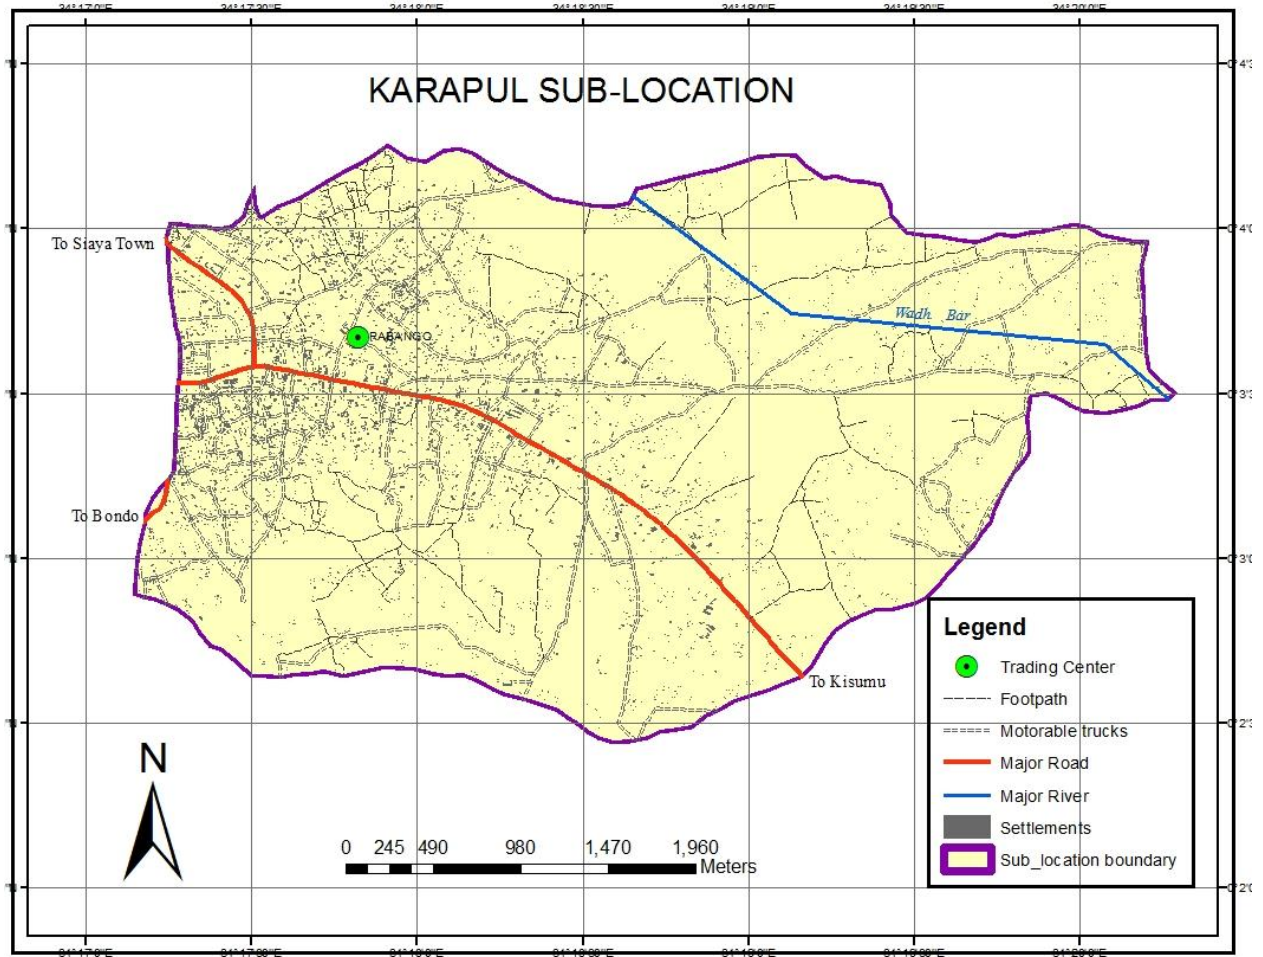 KARAPUL SUB-LOCATION
To Siaya Town
RABANGO
Wadh Bar
To Bondo
To Kisumu
Legend
Trading Center
Footpath
Motorable trucks
Major Road
Major River
Settlements
Sub_location boundary
N
0 245 490 980 1,470 1,960
Meters